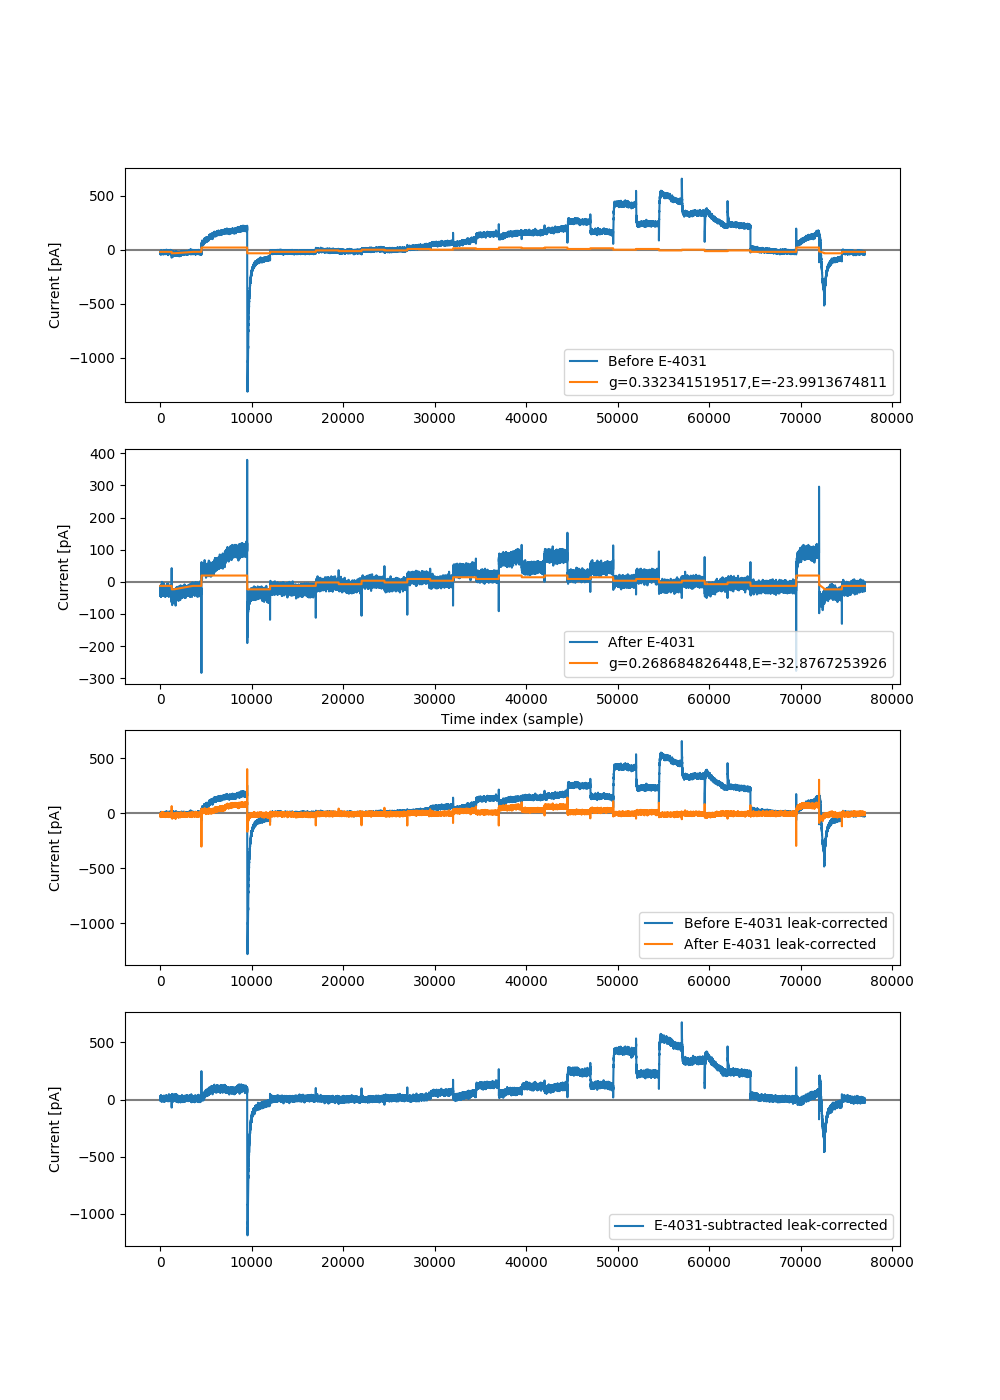 500
0
−500
−1000
Current [pA]
Before E-4031
g=0.332341519517,E=-23.9913674811
0 10000 20000 30000 40000 50000 60000 70000 80000
400
300
200
100
0
−100
−200
−300
Current [pA]
After E-4031
g=0.268684826448,E=-32.8767253926
0 10000 20000 30000 40000 50000 60000 70000 80000
Time index (sample)
500
0
−500
−1000
Current [pA]
Before E-4031 leak-corrected
After E-4031 leak-corrected
0 10000 20000 30000 40000 50000 60000 70000 80000
500
0
−500
−1000
Current [pA]
E-4031-subtracted leak-corrected
0 10000 20000 30000 40000 50000 60000 70000 80000